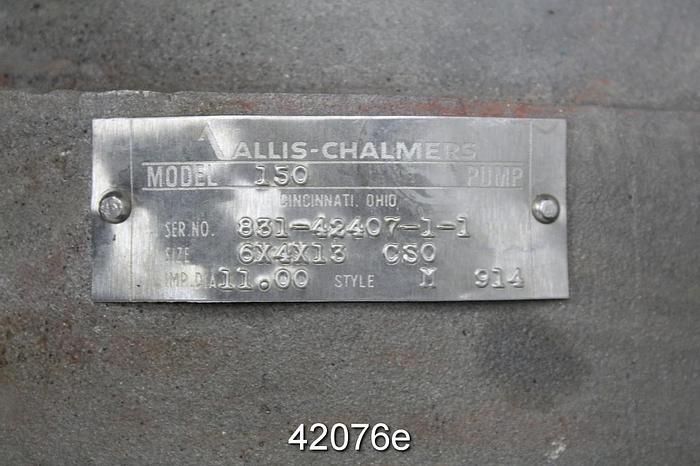 ALLIS-CHALMERS
MODEL 150 PUMP
CINCINNATI, OHIO
SER.NO. 831-42407-1-1
SIZE 6X4X13 CSO
IMP.DIA 11.00 STYLE M 914
42076e